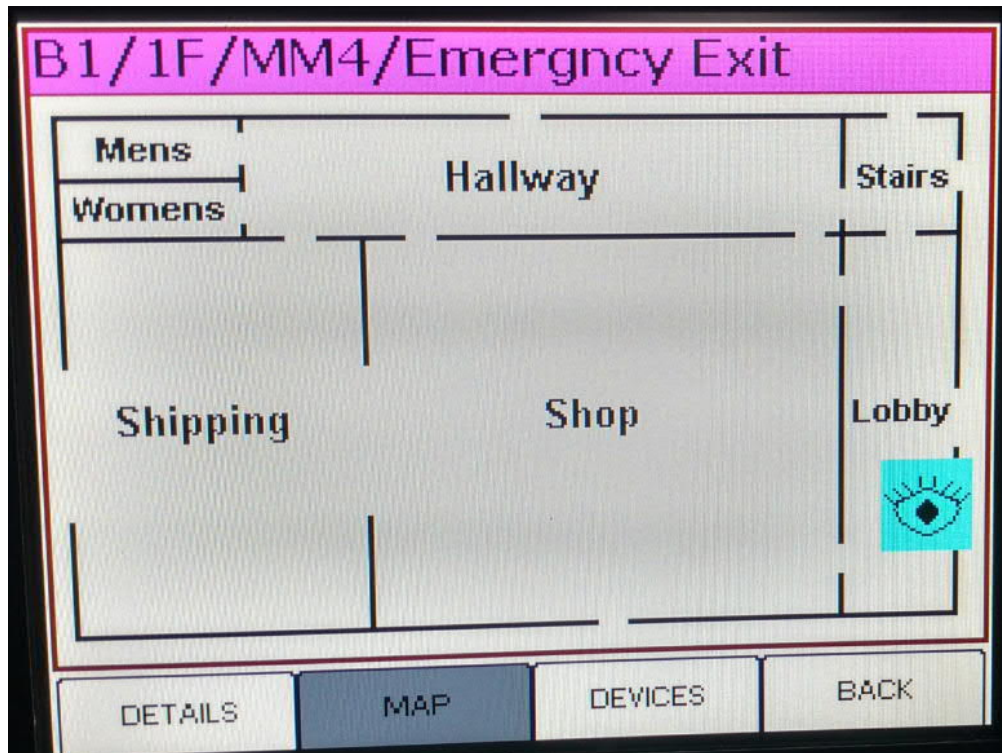 B1/1F/MM4/Emergncy Exit
Mens
Hallway
Stairs
Womens
Shipping
Shop
Lobby
DETAILS
MAP
DEVICES
BACK